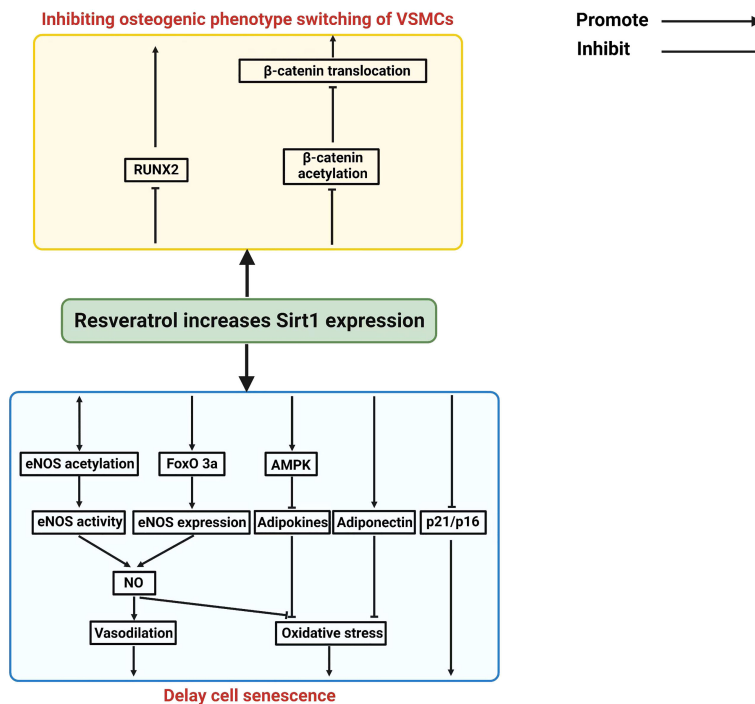 Inhibiting osteogenic phenotype switching of VSMCs
Promote
Inhibit
β-catenin translocation
RUNX2
β-catenin
acetylation
Resveratrol increases Sirt1 expression
eNOS acetylation
FoxO 3a
AMPK
eNOS activity
eNOS expression
Adipokines
Adiponectin
p21/p16
NO
Vasodilation
Oxidative stress
Delay cell senescence